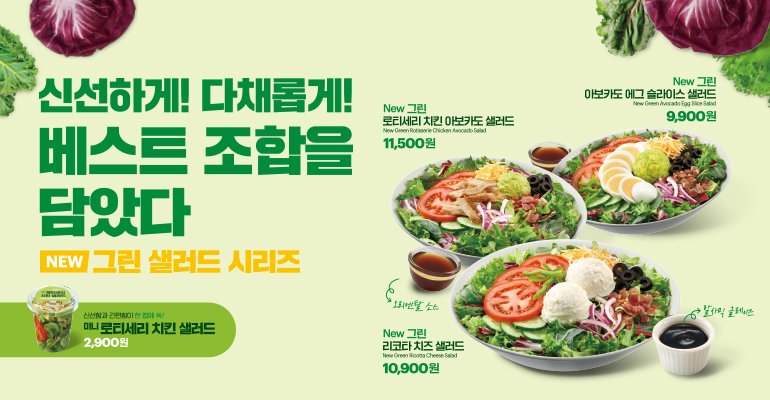 신선하게! 다채롭게!
베스트 조합을
담았다
NEW 그린 샐러드 시리즈
신선함과 간편함이 한 컵에 쏙!
미니 로티세리 치킨 샐러드
2,900원
New 그린
로티세리 치킨 아보카도 샐러드
New Green Rotisserie Chicken Avocado Salad
11,500원
New 그린
아보카도 에그 슬라이스 샐러드
New Green Avocado Egg Slice Salad
9,900원
오리엔탈 소스
발사믹 글레이즈
New 그린
리코타 치즈 샐러드
New Green Ricotta Cheese Salad
10,900원